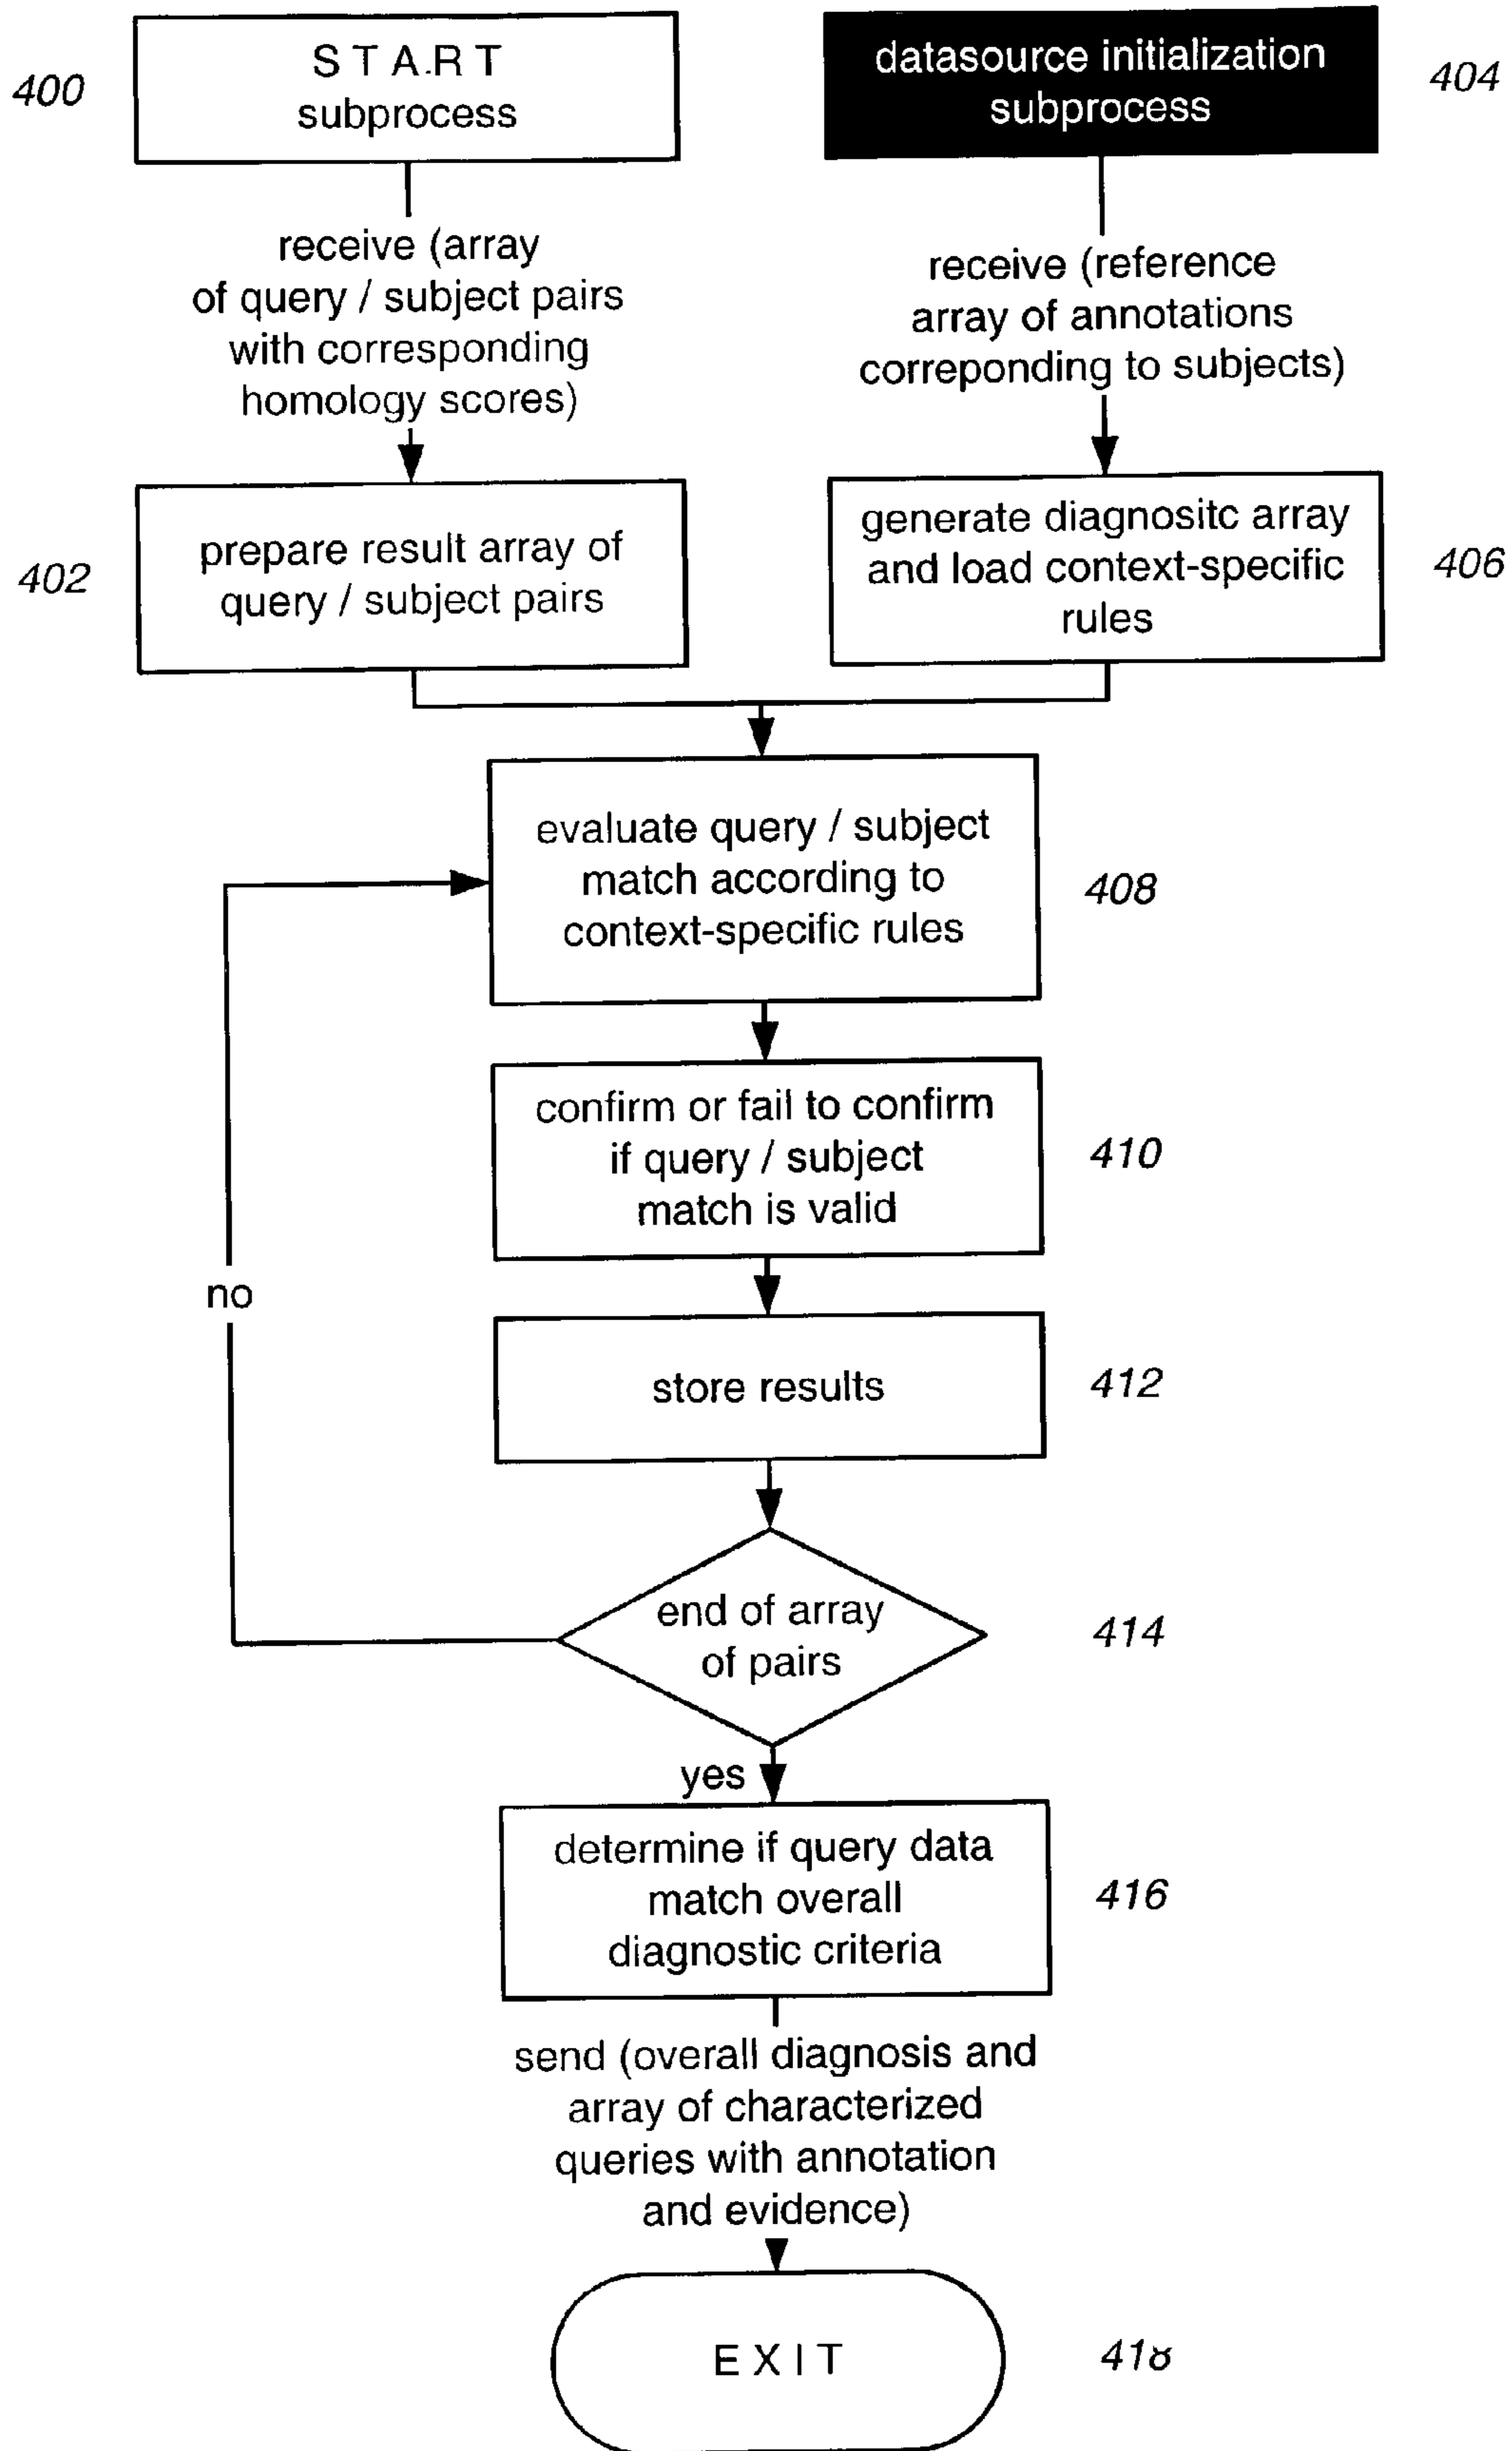 400
S T A R T
subprocess
datasource initialization
subprocess
404
receive (array
of query / subject pairs
with corresponding
homology scores)
receive (reference
array of annotations
correponding to subjects)
402
prepare result array of
query / subject pairs
generate diagnositc array
and load context-specific
rules
406
evaluate query / subject
match according to
context-specific rules
408
confirm or fail to confirm
if query / subject
match is valid
410
no
store results
412
end of array
of pairs
414
yes
determine if query data
match overall
diagnostic criteria
416
send (overall diagnosis and
array of characterized
queries with annotation
and evidence)
E X I T
418